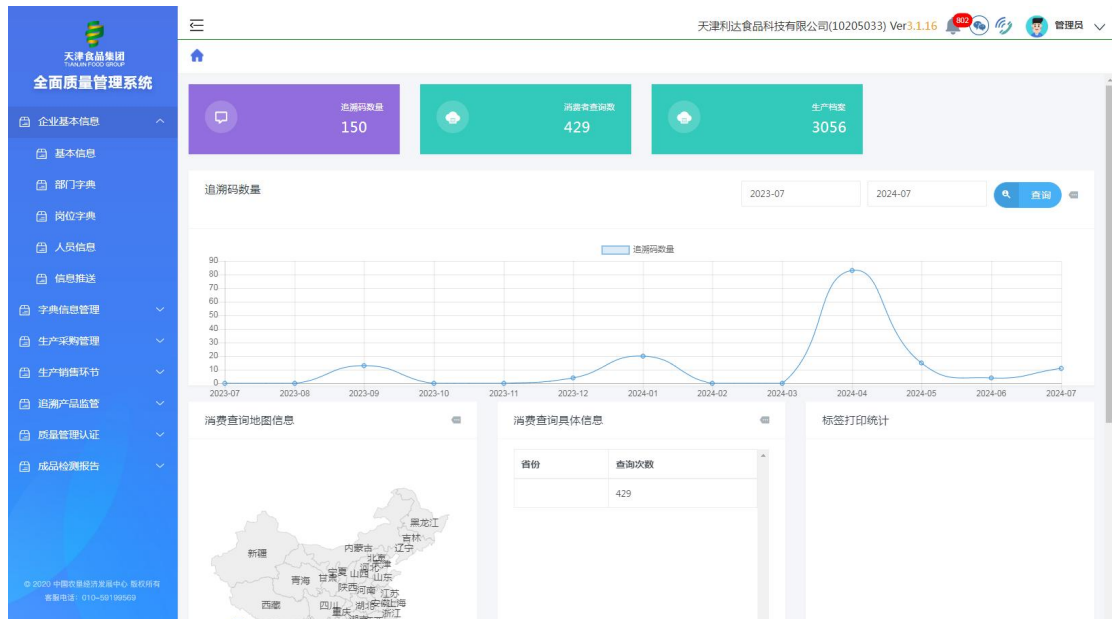 天津食品集团
TIANJIN FOOD GROUP
全面质量管理系统
企业基本信息
基本信息
部门字典
岗位字典
人员信息
信息推送
字典信息管理
生产采购管理
生产销售环节
追溯产品监管
质量管理认证
成品检测报告
© 2020 中国农垦经济发展中心 版权所有
客服电话：010-59199569
天津利达食品科技有限公司(10205033) Ver3.1.16
802
管理员
追溯码数量
150
消费者查询数
429
生产档案
3056
追溯码数量
2023-07
2024-07
查询
追溯码数量
90
80
70
60
50
40
30
20
10
0
2023-07 2023-08 2023-09 2023-10 2023-11 2023-12 2024-01 2024-02 2024-03 2024-04 2024-05 2024-06 2024-07
消费查询地图信息
黑龙江
吉林
内蒙古 辽宁
新疆
北京
河北 天津
宁夏 山西 山东
青海 甘肃
陕西 河南 江苏
西藏 四川 湖北 安徽 上海
重庆 浙江
湖南
消费查询具体信息
省份 查询次数
429
标签打印统计